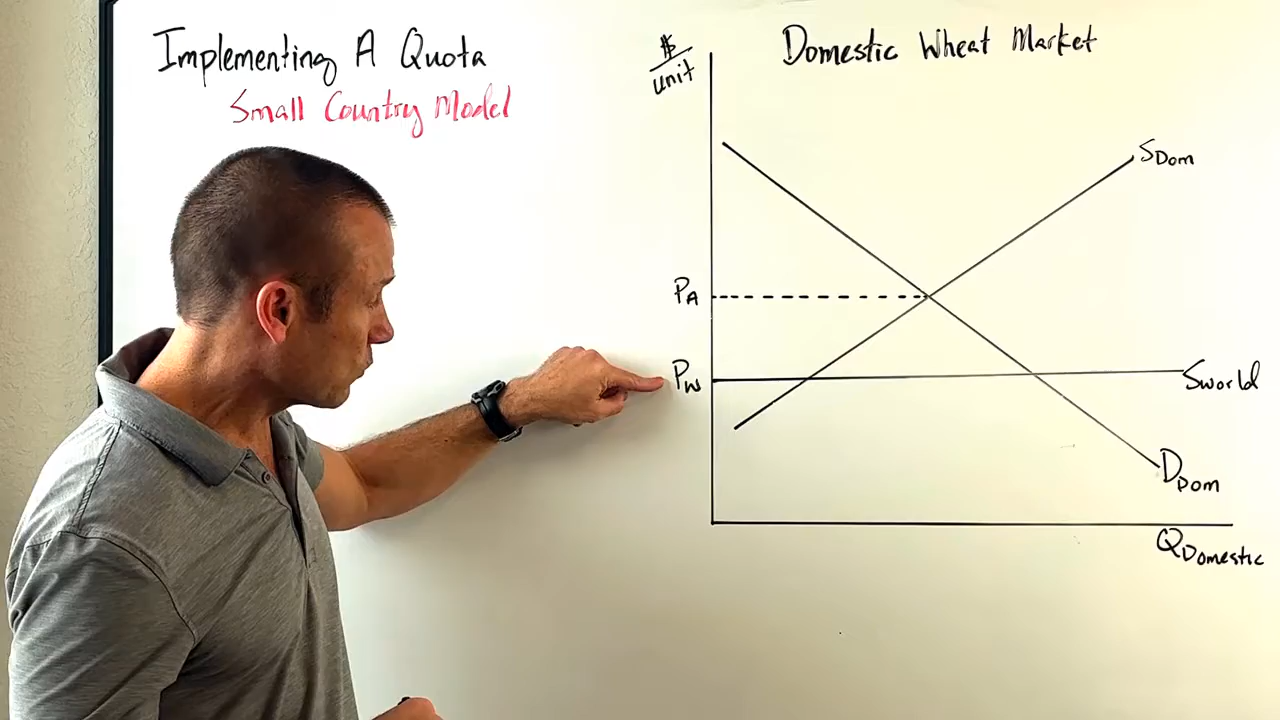 Implementing A Quota
Small Country Model
$/unit
Domestic Wheat Market
SDom
PA
PW
Sworld
DDom
QDomestic